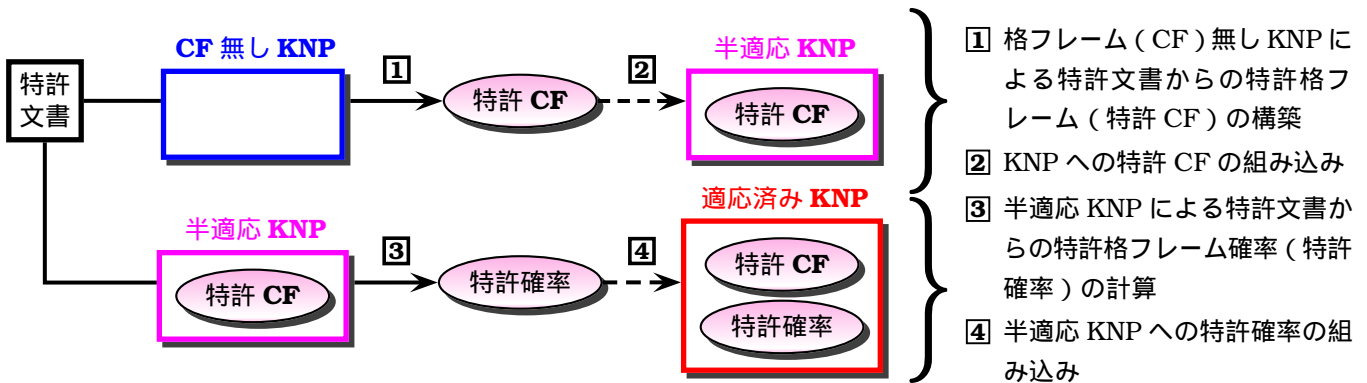 特許
文書
CF 無し KNP
1
特許 CF
2
半適応 KNP
特許 CF
半適応 KNP
特許 CF
3
特許確率
4
適応済み KNP
特許 CF
特許確率
1 格フレーム ( CF ) 無し KNP に
よる特許文書からの特許格フ
レーム ( 特許 CF ) の構築
2 KNP への特許 CF の組み込み
3 半適応 KNP による特許文書か
らの特許格フレーム確率 ( 特許
確率 ) の計算
4 半適応 KNP への特許確率の組
み込み